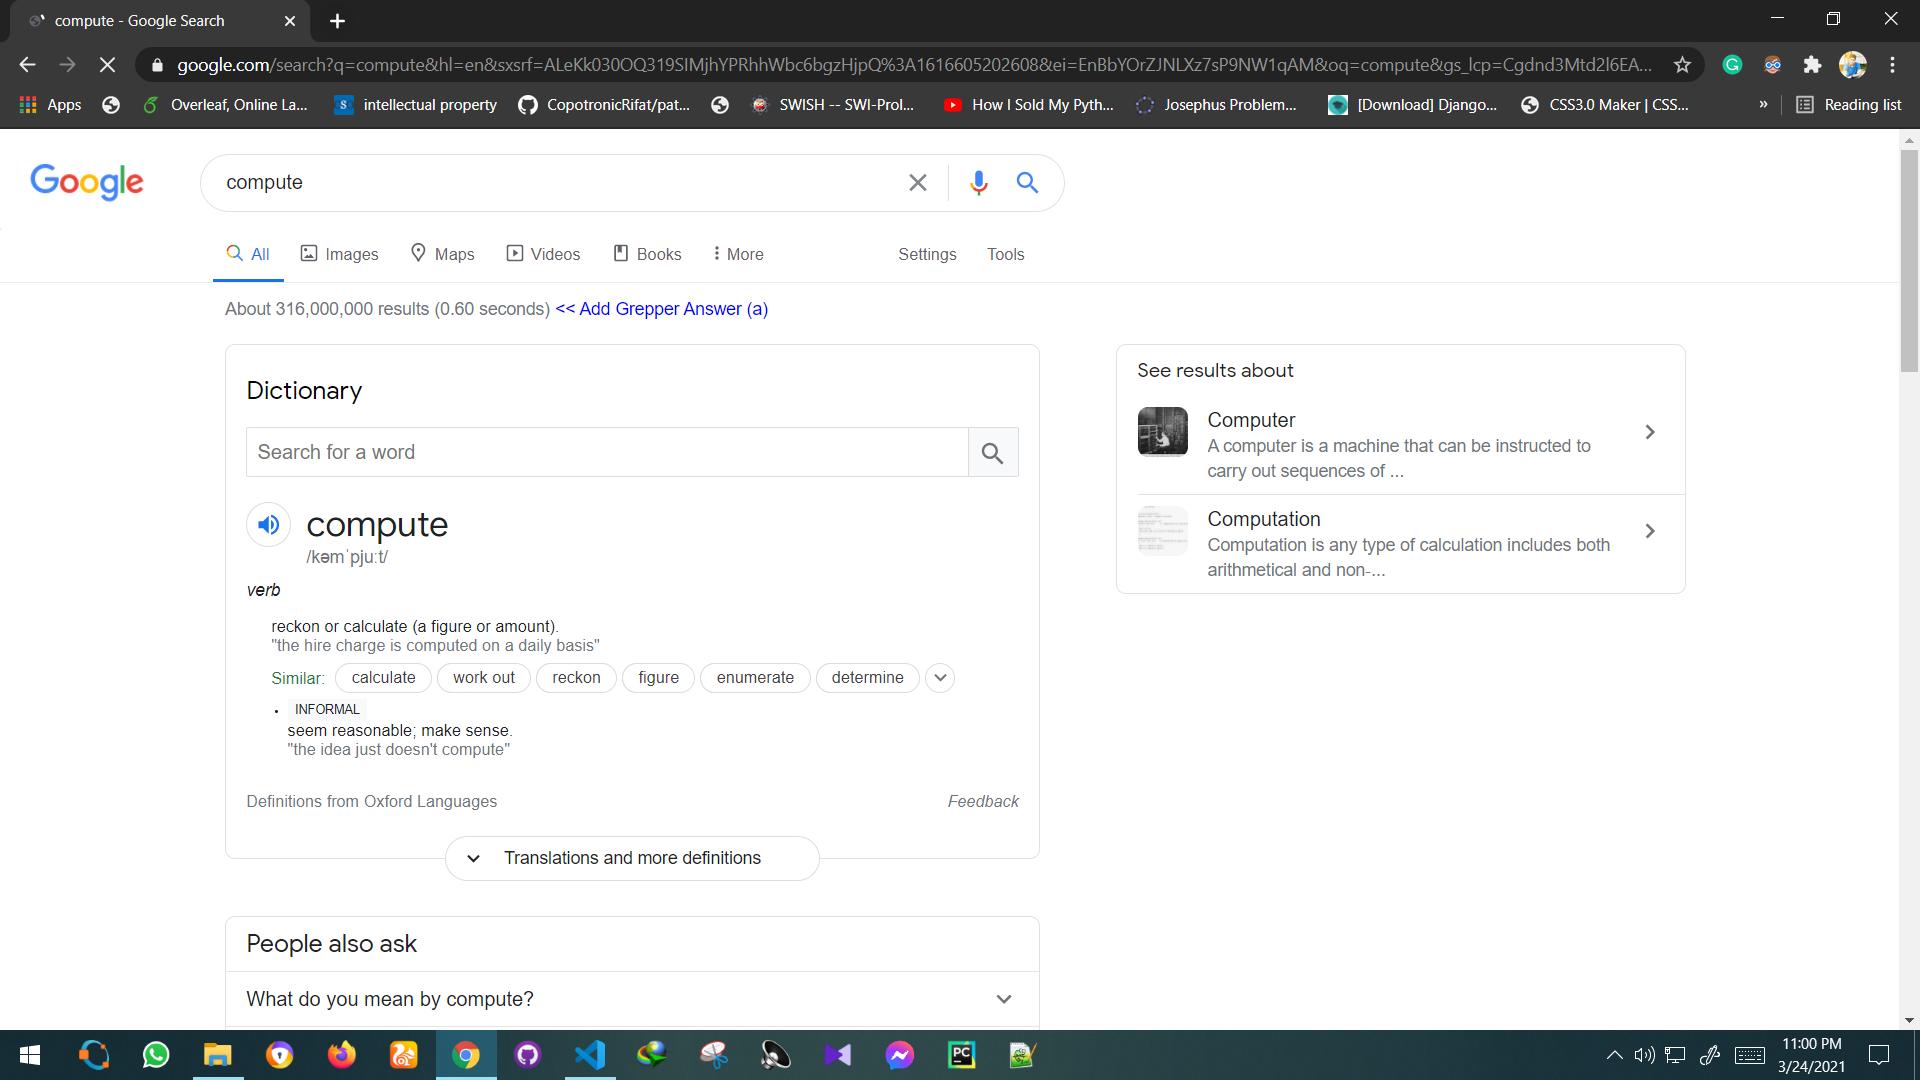 compute - Google Search
google.com/search?q=compute&hl=en&sxsrf=ALeKk030OQ319SIMjhYPRhhWbc6bgzHjpQ%3A1616605202608&ei=EnBbYOrZJNLXz7sP9NW1qAM&oq=compute&gs_lcp=Cgdnd3Mtd2l6EA...
Apps Overleaf, Online La... intellectual property CopotronicRifat/pat... SWISH -- SWI-Prol... How I Sold My Pyth... Josephus Problem... [Download] Django... CSS3.0 Maker | CSS... » Reading list
Google
compute
All Images Maps Videos Books More Settings Tools
About 316,000,000 results (0.60 seconds) << Add Grepper Answer (a)
Dictionary
Search for a word
compute
/kəmˈpjuːt/
verb
reckon or calculate (a figure or amount).
"the hire charge is computed on a daily basis"
Similar: calculate work out reckon figure enumerate determine
• INFORMAL
seem reasonable; make sense.
"the idea just doesn't compute"
Definitions from Oxford Languages Feedback
Translations and more definitions
People also ask
What do you mean by compute?
See results about
Computer
A computer is a machine that can be instructed to
carry out sequences of ...
Computation
Computation is any type of calculation includes both
arithmetical and non-...
PC
11:00 PM
3/24/2021